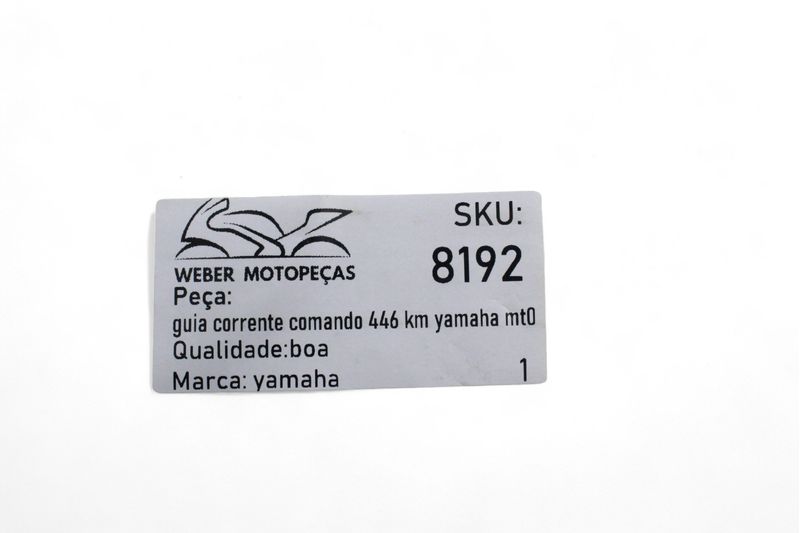 SKU:
WEBER MOTOPEÇAS
8192
Peça:
guia corrente comando 446 km yamaha mt0
Qualidade:boa
Marca: yamaha
1